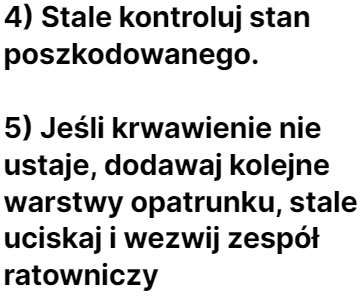 4) Stale kontroluj stan
poszkodowanego.
5) Jeśli krwawienie nie
ustaje, dodawaj kolejne
warstwy opatrunku, stale
uciskaj i wezwij zespół
ratowniczy